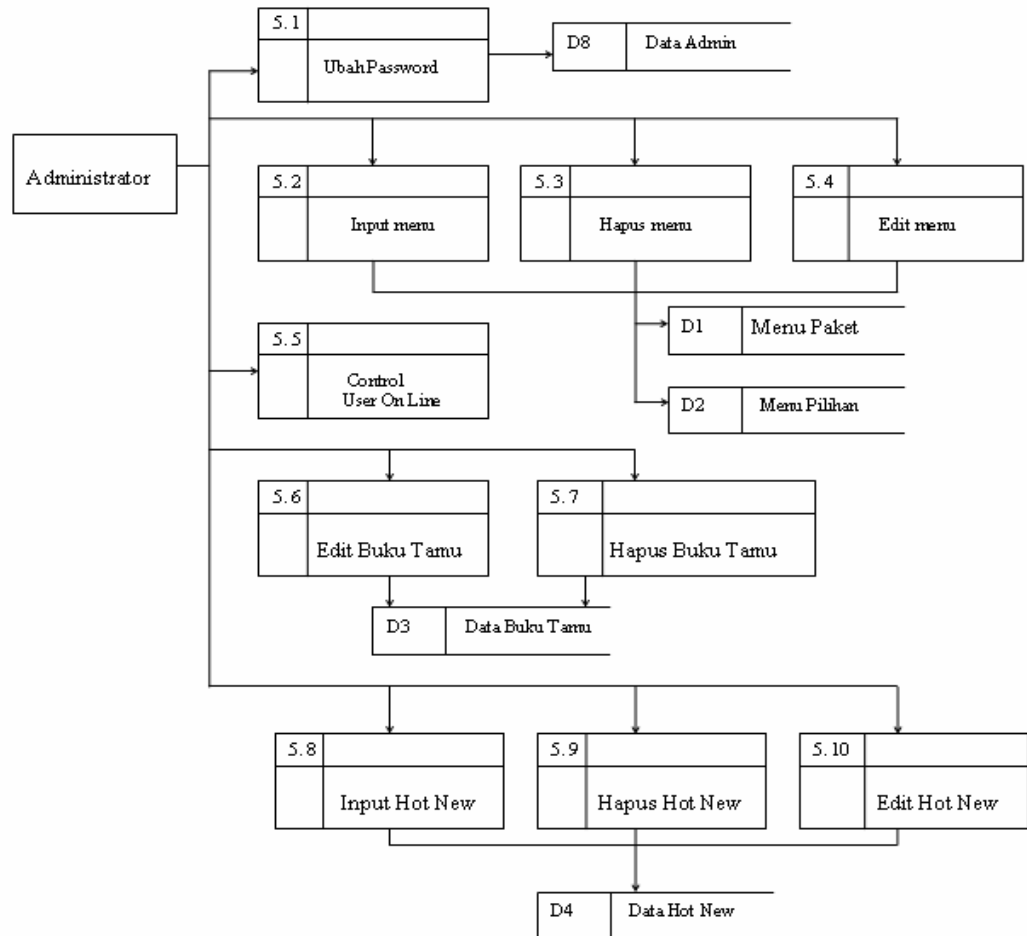 5.1
Ubah Password
D8 Data Admin
Administrator
5.2
Input menu
5.3
Hapus menu
5.4
Edit menu
D1 Menu Paket
5.5
Control
User On Line
D2 Menu Pilihan
5.6
Edit Buku Tamu
5.7
Hapus Buku Tamu
D3 Data Buku Tamu
5.8
Input Hot New
5.9
Hapus Hot New
5.10
Edit Hot New
D4 Data Hot New